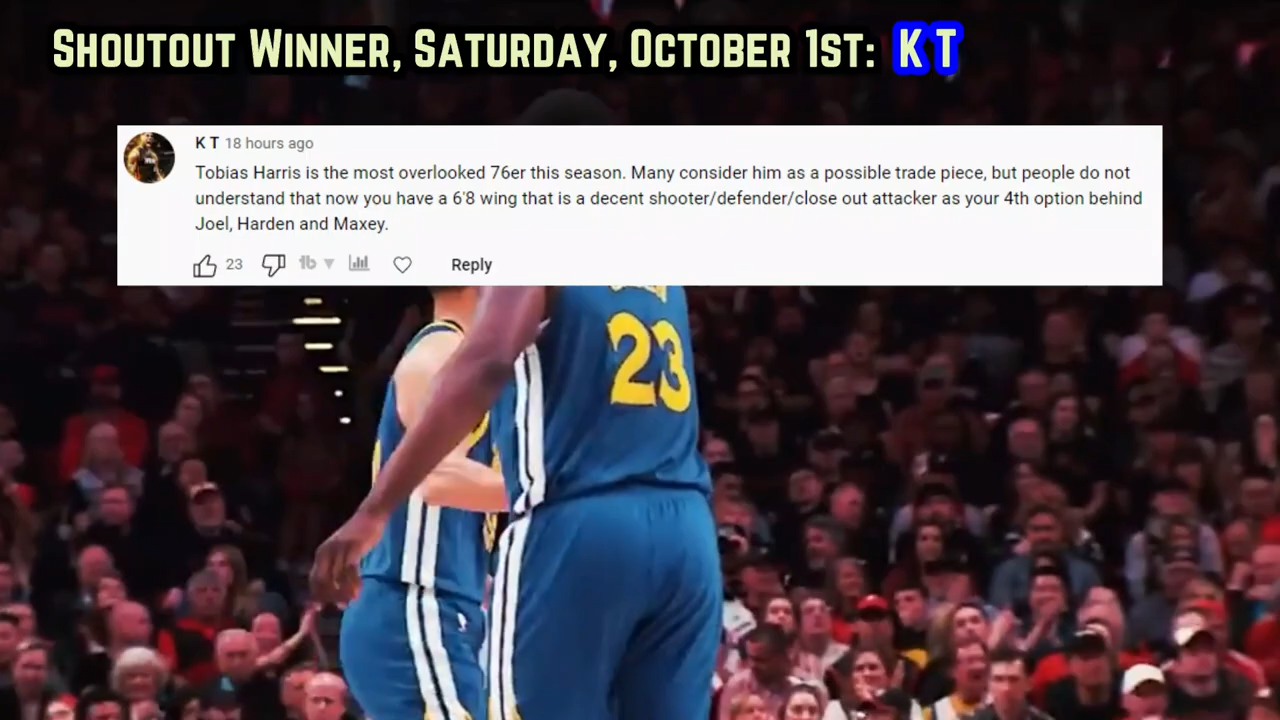 Shoutout Winner, Saturday, October 1st: K T
K T 18 hours ago
Tobias Harris is the most overlooked 76er this season. Many consider him as a possible trade piece, but people do not
understand that now you have a 6'8 wing that is a decent shooter/defender/close out attacker as your 4th option behind
Joel, Harden and Maxey.
23
Reply
23